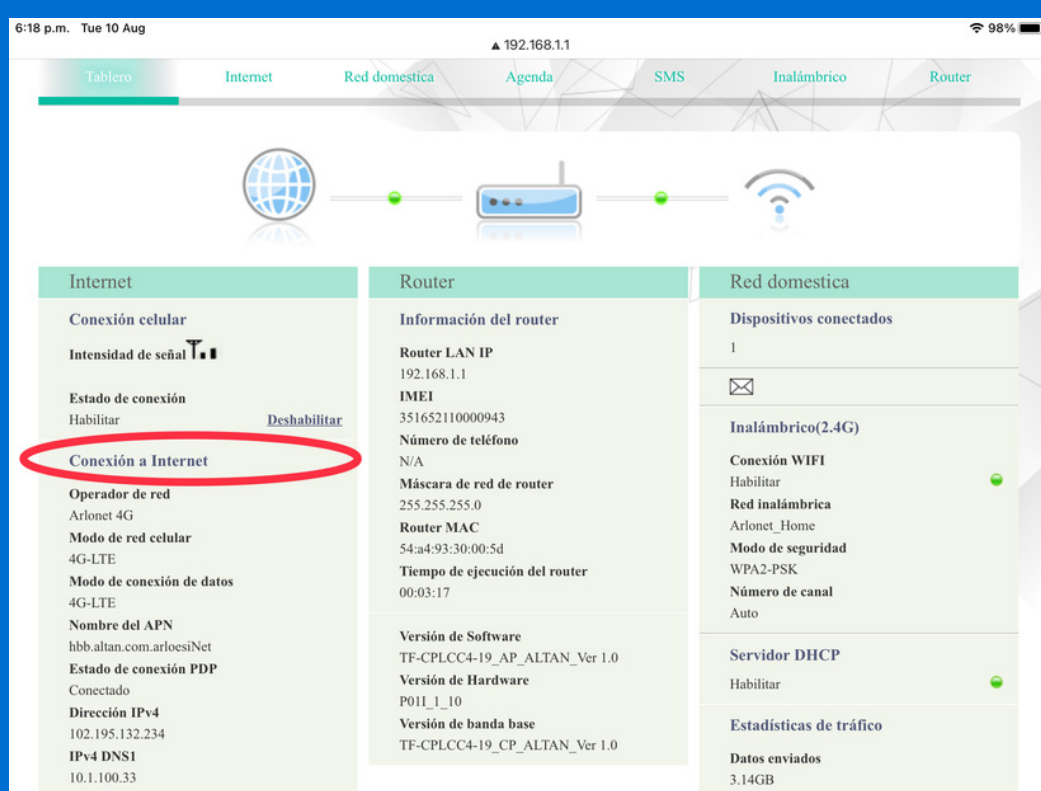 6:18 p.m. Tue 10 Aug
98%
192.168.1.1
Tablero Internet Red domestica Agenda SMS Inalámbrico Router
Internet
Conexión celular
Intensidad de señal
Estado de conexión
Habilitar Deshabilitar
Conexión a Internet
Operador de red
Arlonet 4G
Modo de red celular
4G-LTE
Modo de conexión de datos
4G-LTE
Nombre del APN
hbb.altan.com.arloesiNet
Estado de conexión PDP
Conectado
Dirección IPv4
102.195.132.234
IPv4 DNS1
10.1.100.33
Router
Información del router
Router LAN IP
192.168.1.1
IMEI
351652110000943
Número de teléfono
N/A
Máscara de red de router
255.255.255.0
Router MAC
54:a4:93:30:00:5d
Tiempo de ejecución del router
00:03:17
Versión de Software
TF-CPLCC4-19_AP_ALTAN_Ver 1.0
Versión de Hardware
P01I_1_10
Versión de banda base
TF-CPLCC4-19_CP_ALTAN_Ver 1.0
Red domestica
Dispositivos conectados
1
Inalámbrico(2.4G)
Conexión WIFI
Habilitar
Red inalámbrica
Arlonet_Home
Modo de seguridad
WPA2-PSK
Número de canal
Auto
Servidor DHCP
Habilitar
Estadísticas de tráfico
Datos enviados
3.14GB